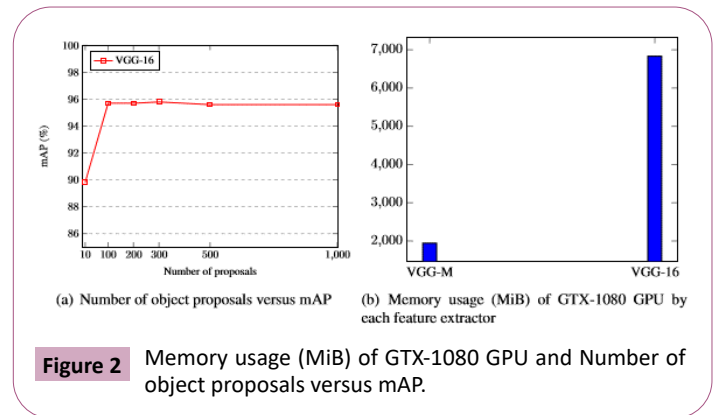 100
98
96
94
92
90
88
86
mAP (%)
VGG-16
10 100 200 300 500 1,000
Number of proposals
(a) Number of object proposals versus mAP
7,000
6,000
5,000
4,000
3,000
2,000
VGG-M VGG-16
(b) Memory usage (MiB) of GTX-1080 GPU by
each feature extractor
Figure 2 Memory usage (MiB) of GTX-1080 GPU and Number of
object proposals versus mAP.